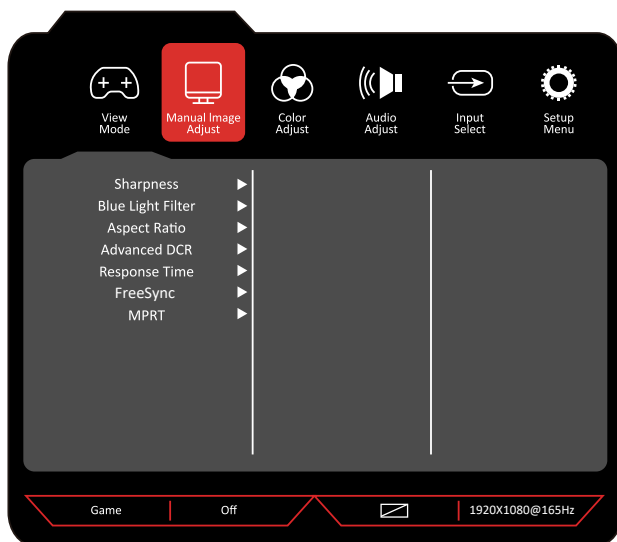 View
Mode
Manual Image
Adjust
Color
Adjust
Audio
Adjust
Input
Select
Setup
Menu
Sharpness
Blue Light Filter
Aspect Ratio
Advanced DCR
Response Time
FreeSync
MPRT
Game
Off
1920X1080@165Hz